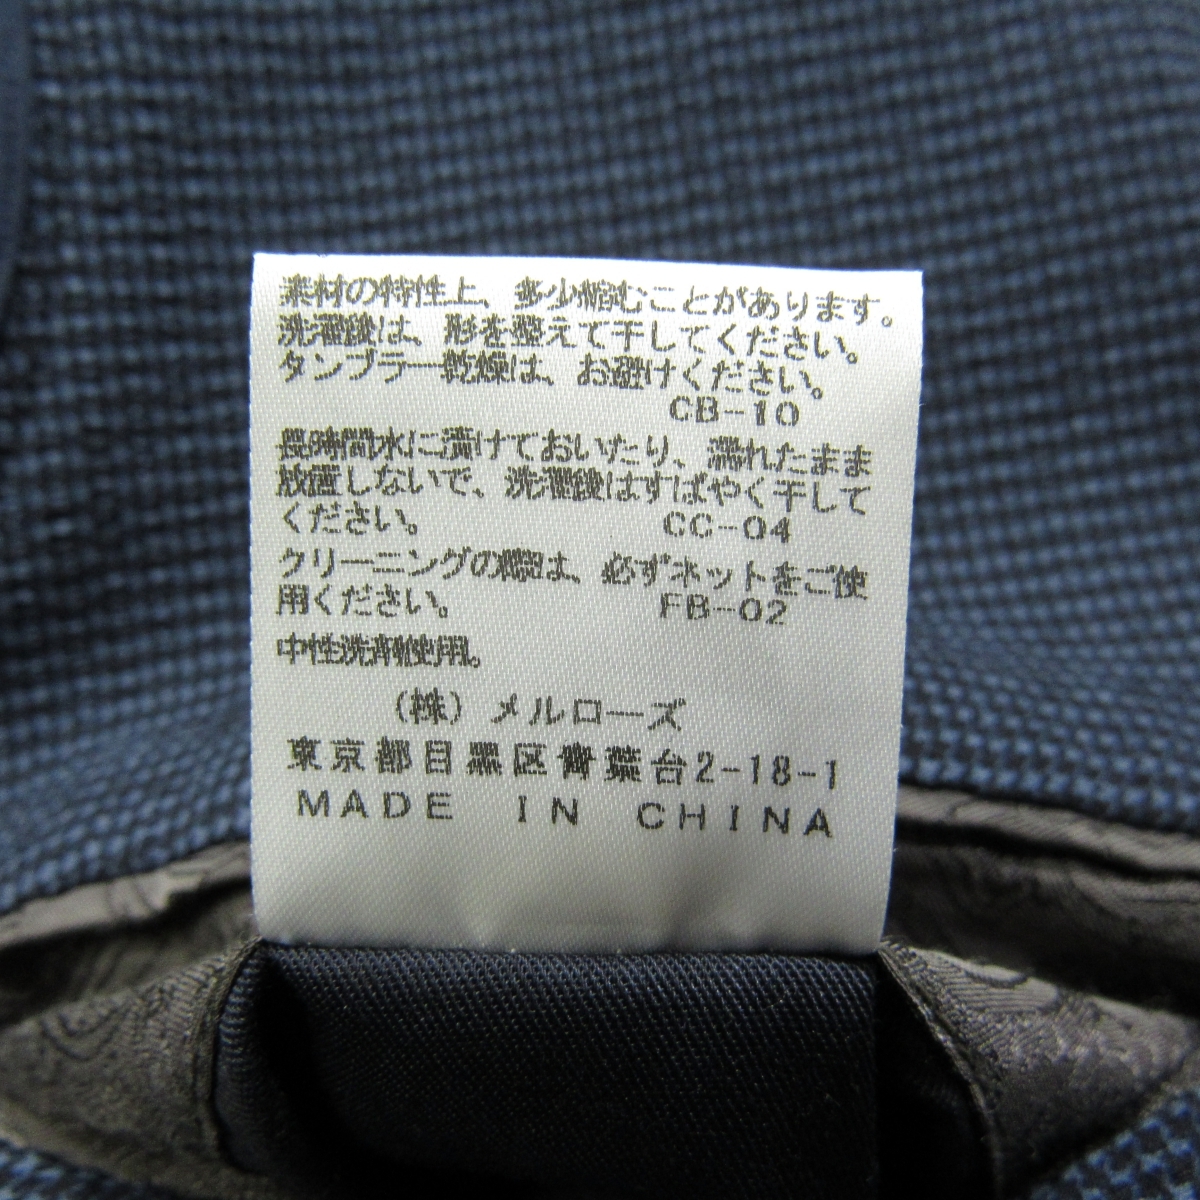 素材の特性上、多少縮むことがあります。
洗濯後は、形を整えて干してください。
タンブラー乾燥は、お避けください。
CB-10
長時間水に漬けておいたり、濡れたまま
放置しないで、洗濯後はすばやく干して
ください。 CC-04
クリーニングの際は、必ずネットをご使
用ください。 FB-02
中性洗剤使用。
（株）メルローズ
東京都目黒区青葉台2-18-1
MADE IN CHINA